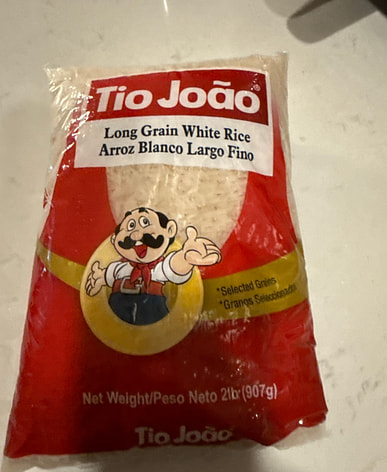 Tio João
Long Grain White Rice
Arroz Blanco Largo Fino
*Selected Grains
*Granos Seleccionados
Net Weight/Peso Neto 2lb (907g)
Tio João